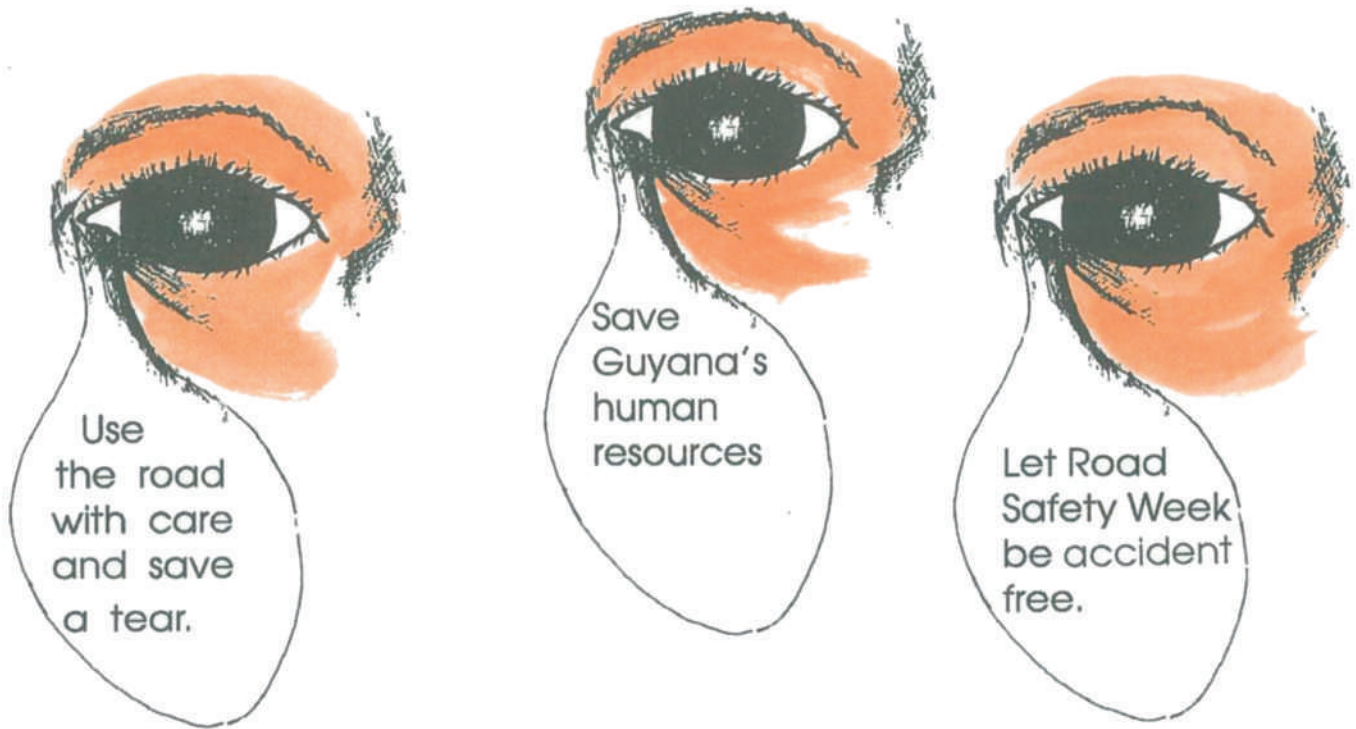 Use
the road
with care
and save
a tear.
Save
Guyana's
human
resources
Let Road
Safety Week
be accident
free.